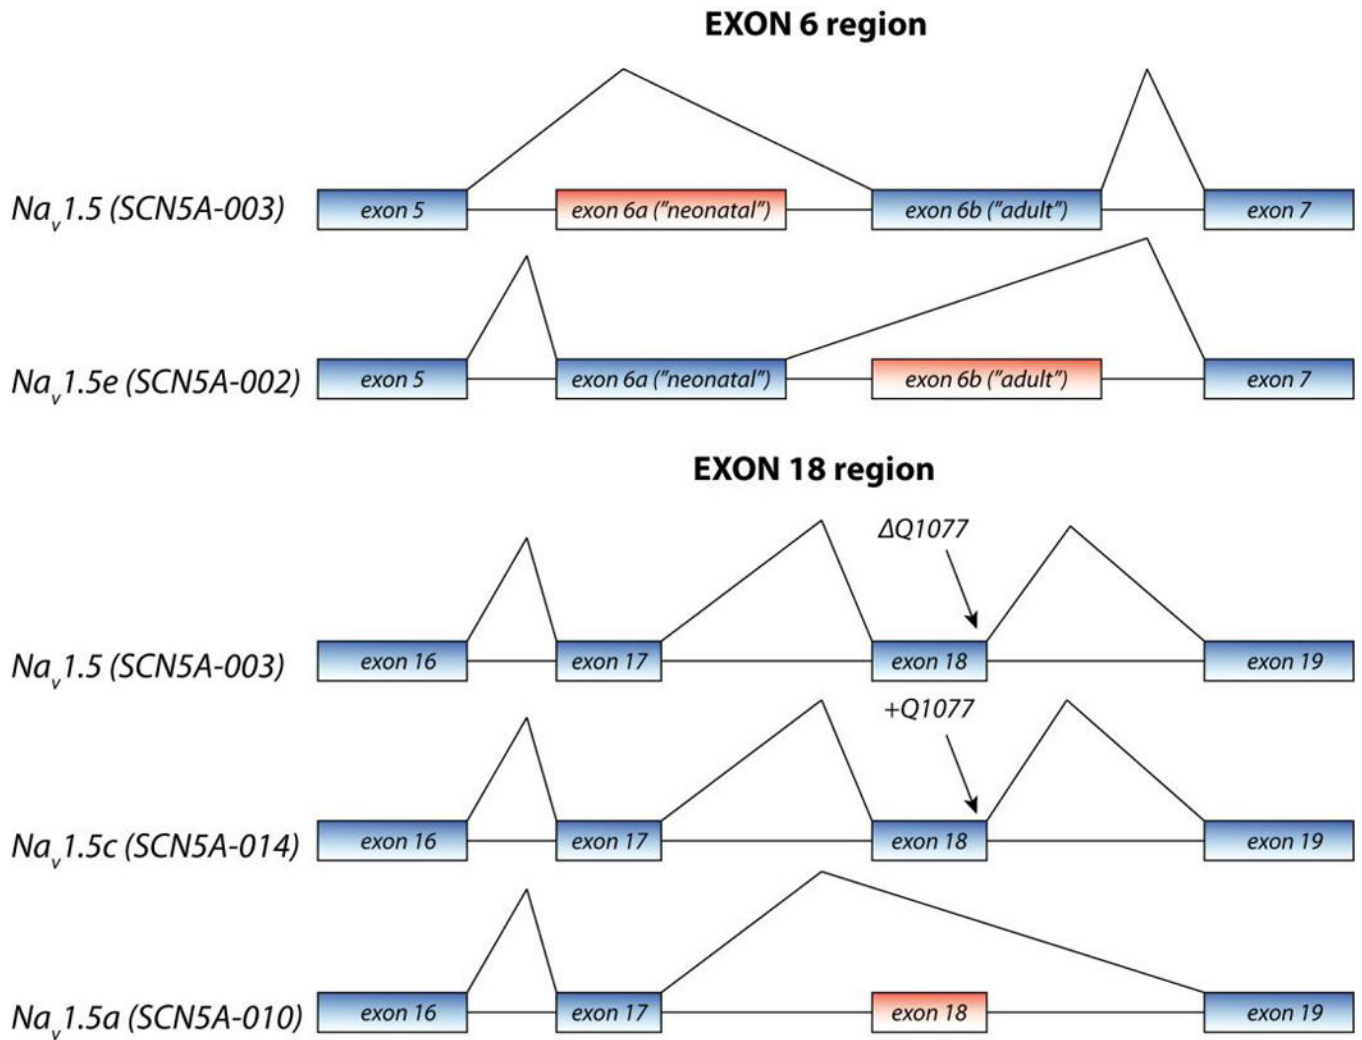 EXON 6 region
Nav1.5 (SCN5A-003) exon 5 exon 6a ("neonatal") exon 6b ("adult") exon 7
Nav1.5e (SCN5A-002) exon 5 exon 6a ("neonatal") exon 6b ("adult") exon 7
EXON 18 region
ΔQ1077
Nav1.5 (SCN5A-003) exon 16 exon 17 exon 18 exon 19
+Q1077
Nav1.5c (SCN5A-014) exon 16 exon 17 exon 18 exon 19
Nav1.5a (SCN5A-010) exon 16 exon 17 exon 18 exon 19